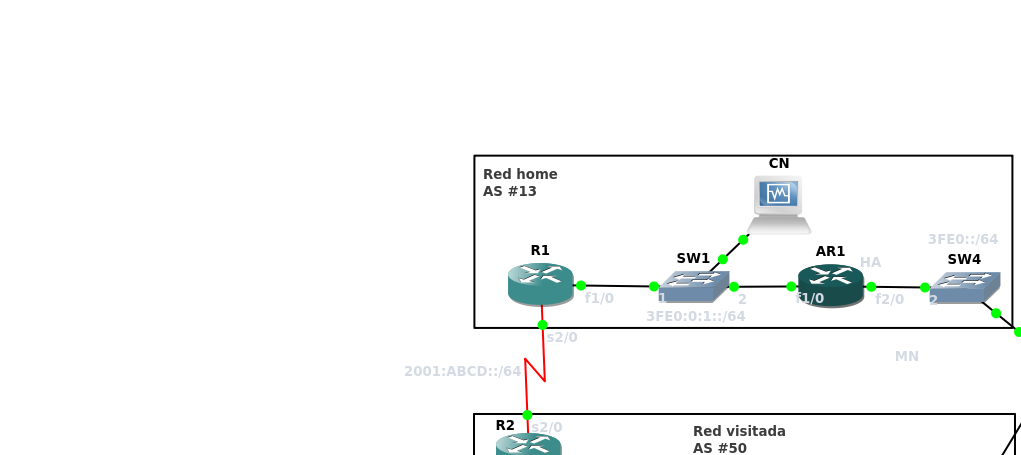 CN
Red home
AS #13
3FE0::/64
R1
SW1
AR1
HA
SW4
f1/0
1
2
f1/0
f2/0
2
3FE0:0:1::/64
s2/0
MN
2001:ABCD::/64
R2
s2/0
Red visitada
AS #50